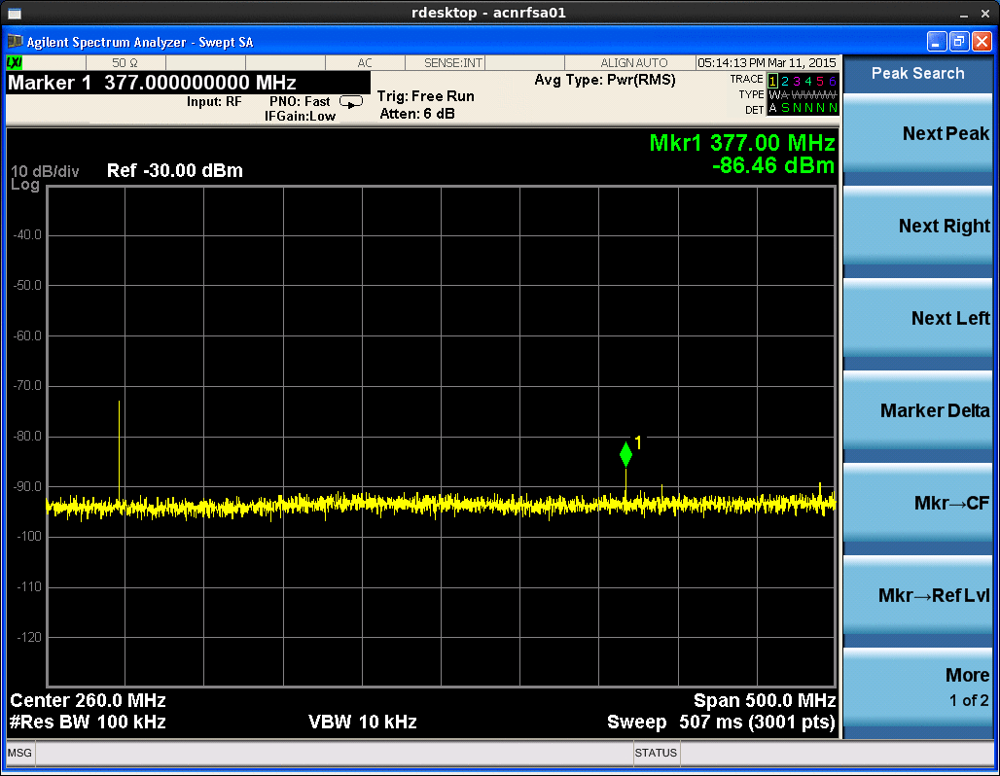 rdesktop - acnrfsa01
Agilent Spectrum Analyzer - Swept SA
LXI 50 Ω AC SENSE:INT ALIGN AUTO 05:14:13 PM Mar 11, 2015
Marker 1 377.000000000 MHz
Input: RF PNO: Fast Trig: Free Run Avg Type: Pwr(RMS)
IFGain:Low Atten: 6 dB
TRACE 1 2 3 4 5 6
TYPE WAWWWW
DET A S N N N N
Mkr1 377.00 MHz
-86.46 dBm
10 dB/div Ref -30.00 dBm
Log
-40.0
-50.0
-60.0
-70.0
-80.0
-90.0
-100
-110
-120
1
Center 260.0 MHz Span 500.0 MHz
#Res BW 100 kHz VBW 10 kHz Sweep 507 ms (3001 pts)
MSG STATUS
Peak Search
Next Peak
Next Right
Next Left
Marker Delta
Mkr→CF
Mkr→Ref Lvl
More
1 of 2